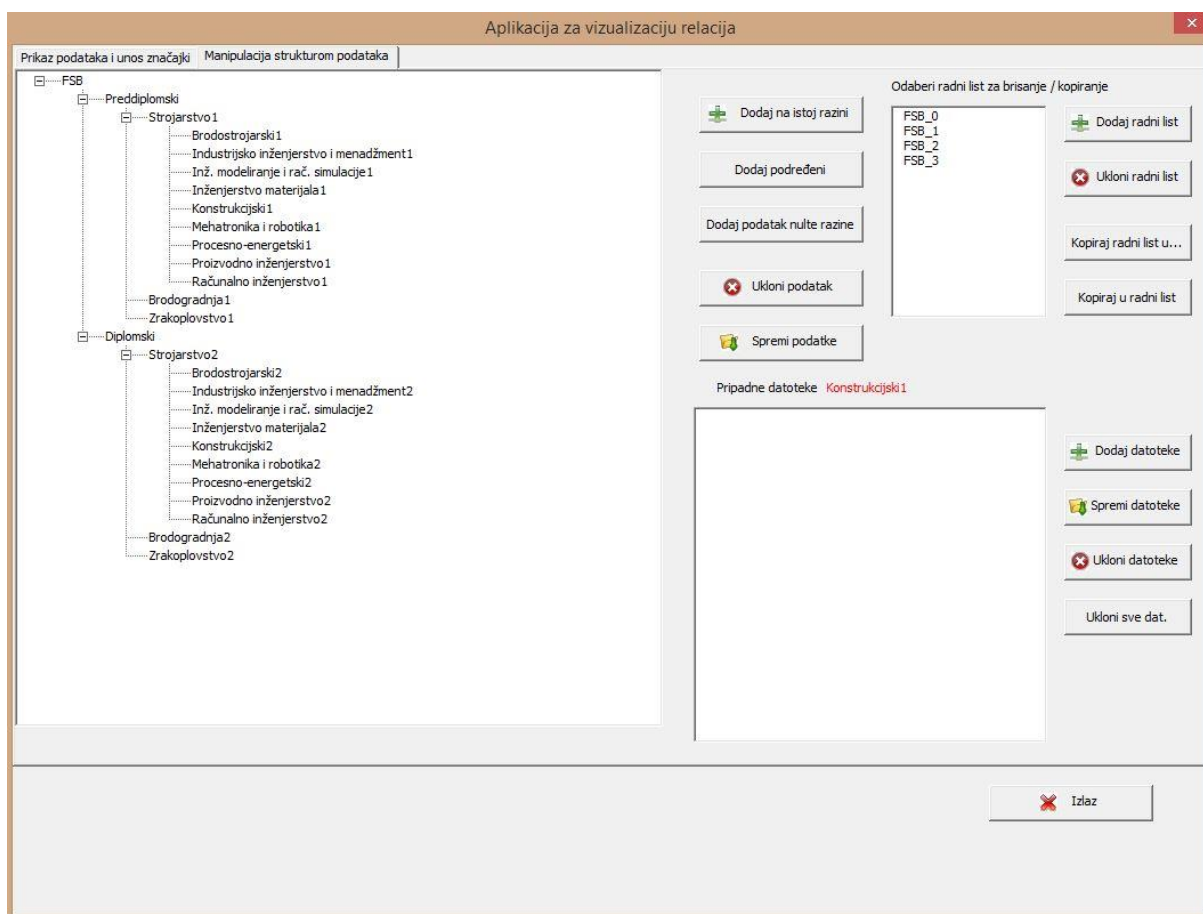 Aplikacija za vizualizaciju relacija
Prikaz podataka i unos značajki
Manipulacija strukturom podataka
FSB
Preddiplomski
Strojarstvo1
Brodostrojarski1
Industrijsko inženjerstvo i menadžment1
Inž. modeliranje i rač. simulacije1
Inženjerstvo materijala1
Konstrukcijski1
Mehatronika i robotika1
Procesno-energetski1
Proizvodno inženjerstvo1
Računalno inženjerstvo1
Brodogradnja1
Zrakoplovstvo1
Diplomski
Strojarstvo2
Brodostrojarski2
Industrijsko inženjerstvo i menadžment2
Inž. modeliranje i rač. simulacije2
Inženjerstvo materijala2
Konstrukcijski2
Mehatronika i robotika2
Procesno-energetski2
Proizvodno inženjerstvo2
Računalno inženjerstvo2
Brodogradnja2
Zrakoplovstvo2
Dodaj na istoj razini
Dodaj podređeni
Dodaj podatak nulte razine
Ukloni podatak
Spremi podatke
Odaberi radni list za brisanje / kopiranje
FSB_0
FSB_1
FSB_2
FSB_3
Dodaj radni list
Ukloni radni list
Kopiraj radni list u...
Kopiraj u radni list
Pripadne datoteke Konstrukcijski1
Dodaj datoteke
Spremi datoteke
Ukloni datoteke
Ukloni sve dat.
Izlaz